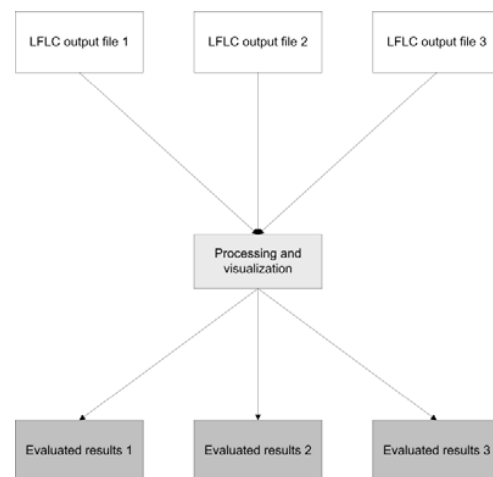 LFLC output file 1
LFLC output file 2
LFLC output file 3
Processing and
visualization
Evaluated results 1
Evaluated results 2
Evaluated results 3